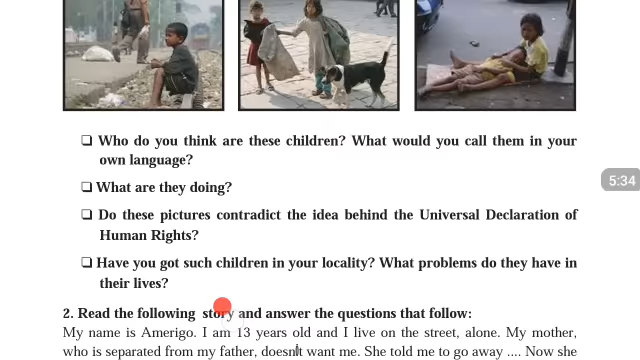 ❑ Who do you think are these children? What would you call them in your
own language?
❑ What are they doing?
❑ Do these pictures contradict the idea behind the Universal Declaration of
Human Rights?
❑ Have you got such children in your locality? What problems do they have in
their lives?
5:34
2. Read the following story and answer the questions that follow:
My name is Amerigo. I am 13 years old and I live on the street, alone. My mother,
who is separated from my father, doesn't want me. She told me to go away .... Now she